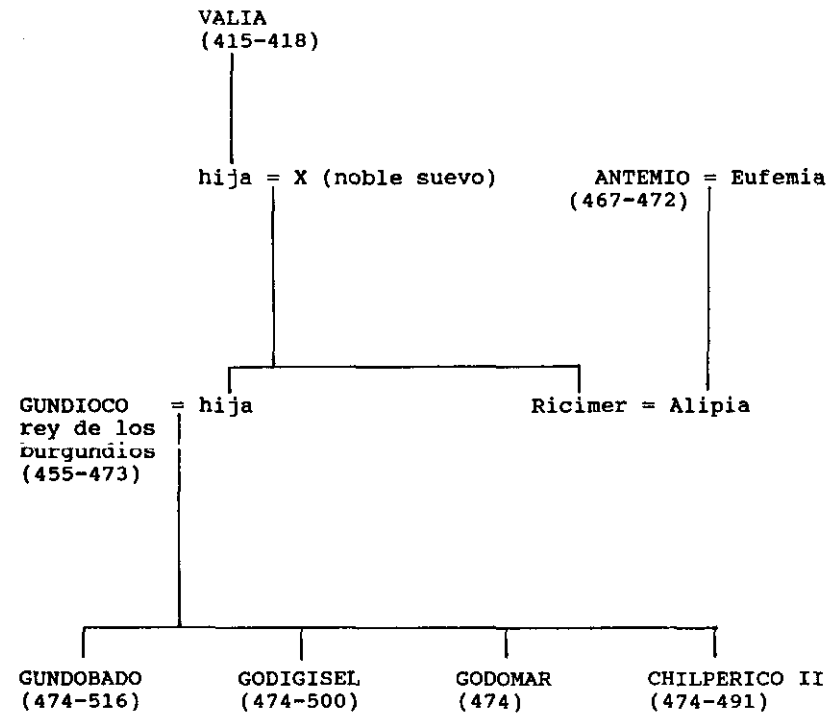 VALIA
(415-418)
hija = X (noble suevo)
ANTEMIO = Eufemia
(467-472)
GUNDIOCO = hija
rey de los
burgundios
(455-473)
Ricimer = Alipia
GUNDOBADO
(474-516)
GODIGISEL
(474-500)
GODOMAR
(474)
CHILPERICO II
(474-491)